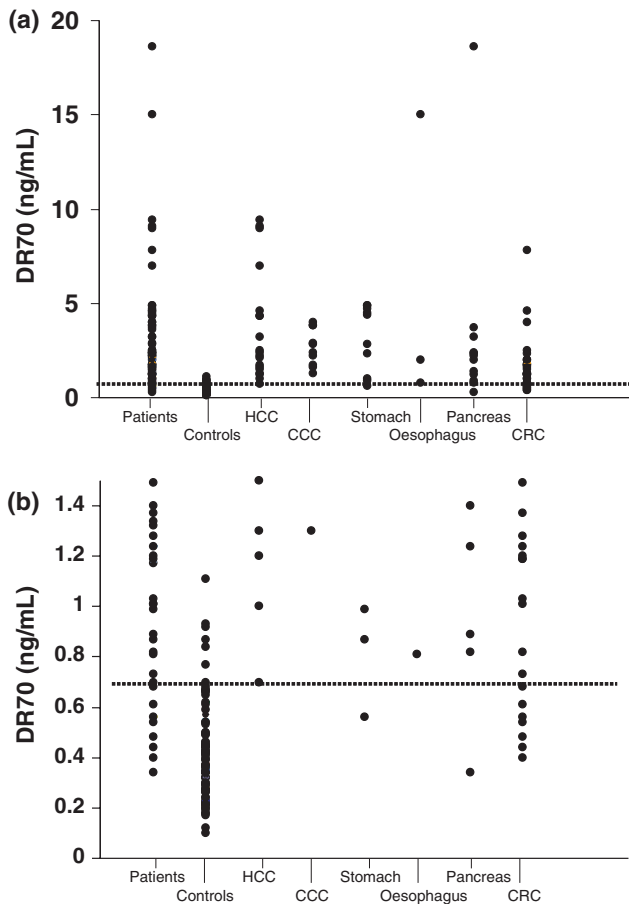 (a)
20
15
10
5
0
DR70 (ng/mL)
Patients HCC Stomach Pancreas
Controls CCC Oesophagus CRC
(b)
1.4
1.2
1
0.8
0.6
0.4
0.2
0
DR70 (ng/mL)
Patients HCC Stomach Pancreas
Controls CCC Oesophagus CRC